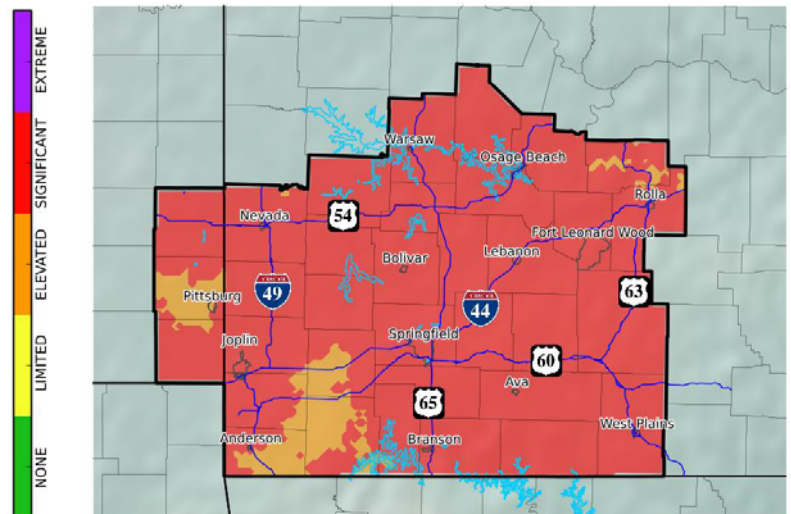 EXTREME
SIGNIFICANT
ELEVATED
LIMITED
NONE
Warsaw
Osage Beach
Rolla
Nevada
54
Fort Leonard Wood
Bolivar
Lebanon
Pittsburg
49
44
63
Joplin
Springfield
60
Ava
65
West Plains
Anderson
Branson